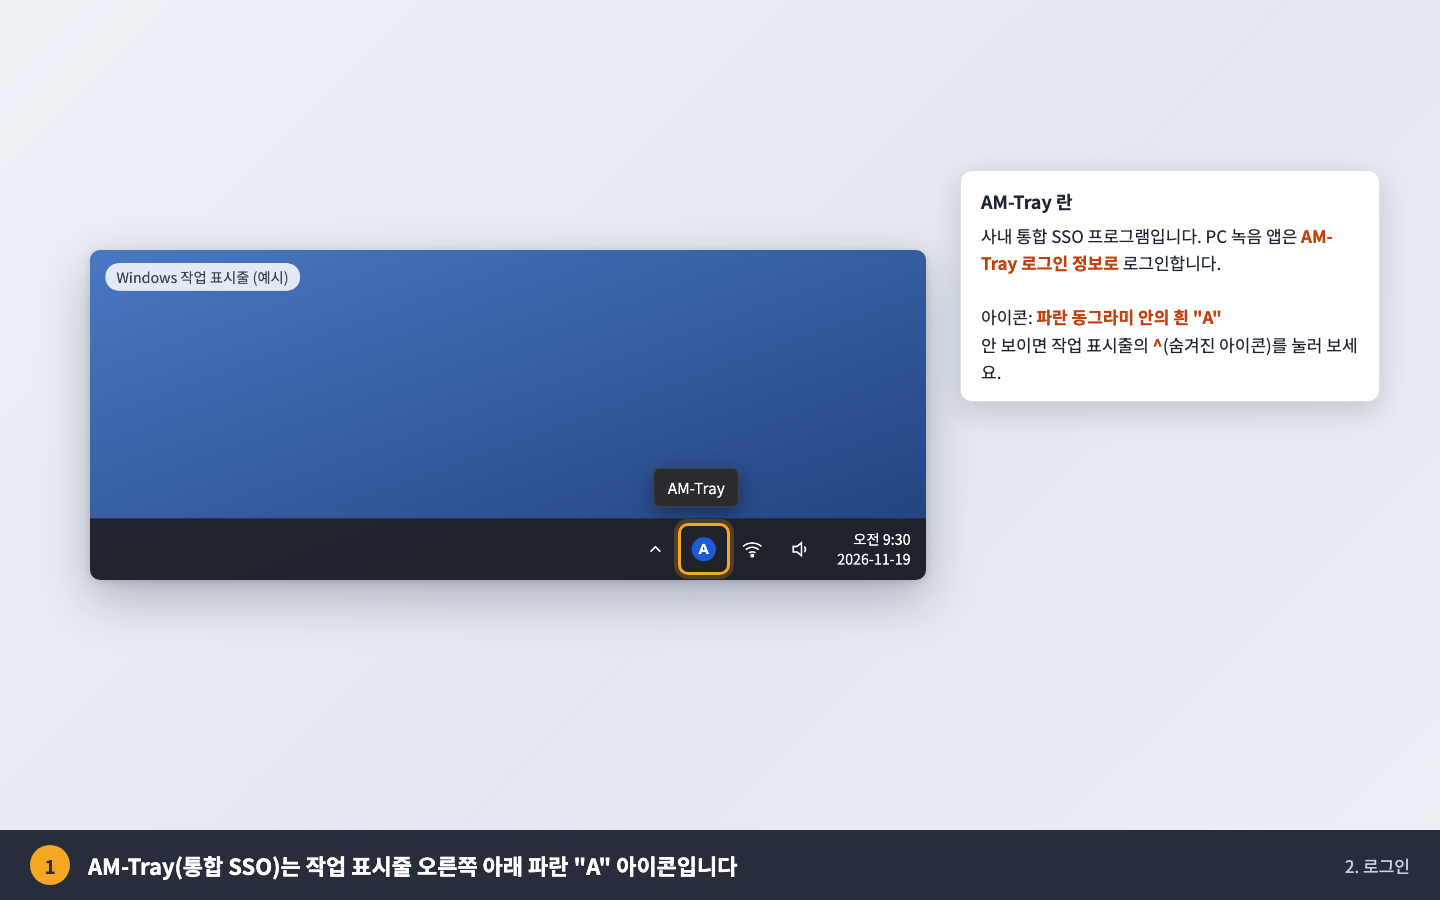 AM-Tray 란
사내 통합 SSO 프로그램입니다. PC 녹음 앱은 AM-
Tray 로그인 정보로 로그인합니다.
아이콘: 파란 동그라미 안의 흰 "A"
안 보이면 작업 표시줄의 ^(숨겨진 아이콘)를 눌러 보세
요.
Windows 작업 표시줄 (예시)
AM-Tray
A
오전 9:30
2026-11-19
1
AM-Tray(통합 SSO)는 작업 표시줄 오른쪽 아래 파란 "A" 아이콘입니다
2. 로그인